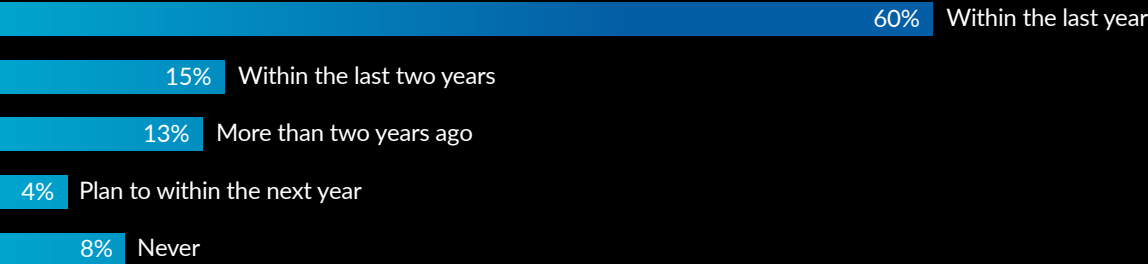 60% Within the last year
15% Within the last two years
13% More than two years ago
4% Plan to within the next year
8% Never